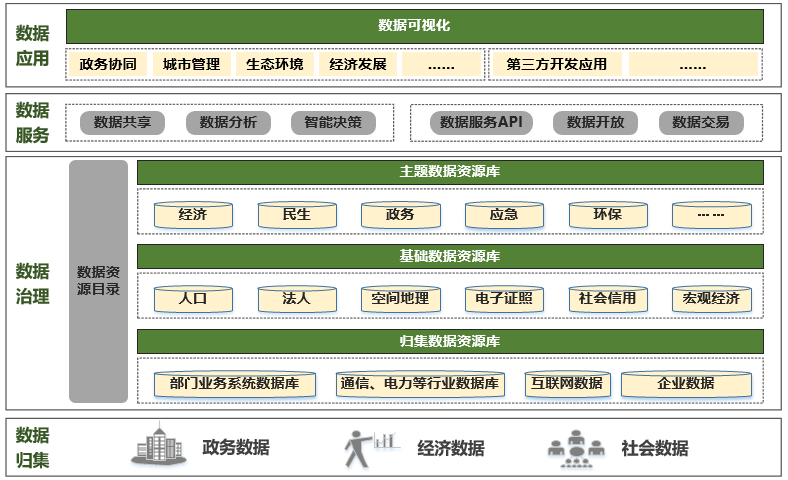 数据
应用
数据可视化
政务协同
城市管理
生态环境
经济发展
......
第三方开发应用
......
数据
服务
数据共享
数据分析
智能决策
数据服务API
数据开放
数据交易
数据
治理
数据资
源目录
主题数据资源库
经济
民生
政务
应急
环保
... ...
基础数据资源库
人口
法人
空间地理
电子证照
社会信用
宏观经济
归集数据资源库
部门业务系统数据库
通信、电力等行业数据库
互联网数据
企业数据
数据
归集
政务数据
经济数据
社会数据